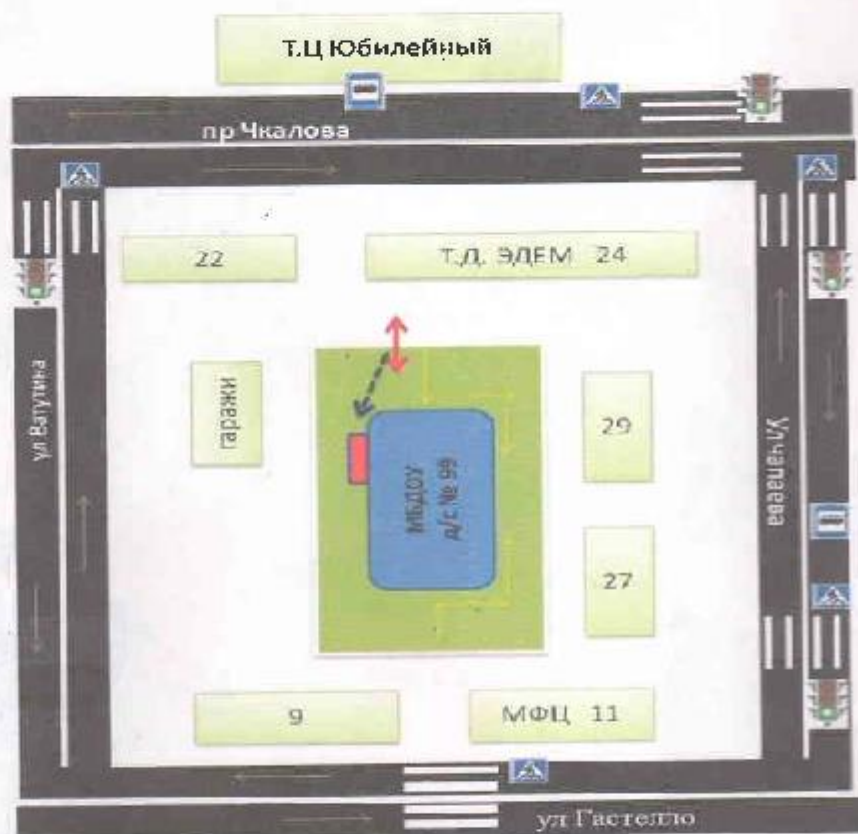 Т.Ц Юбилейный
пр Чкалова
22
Т.Д. ЭДЕМ 24
ул Ватутина
гаражи
МБДОУ
д/с № 99
29
Ул чапаева
27
9
МФЦ 11
ул Гастелло